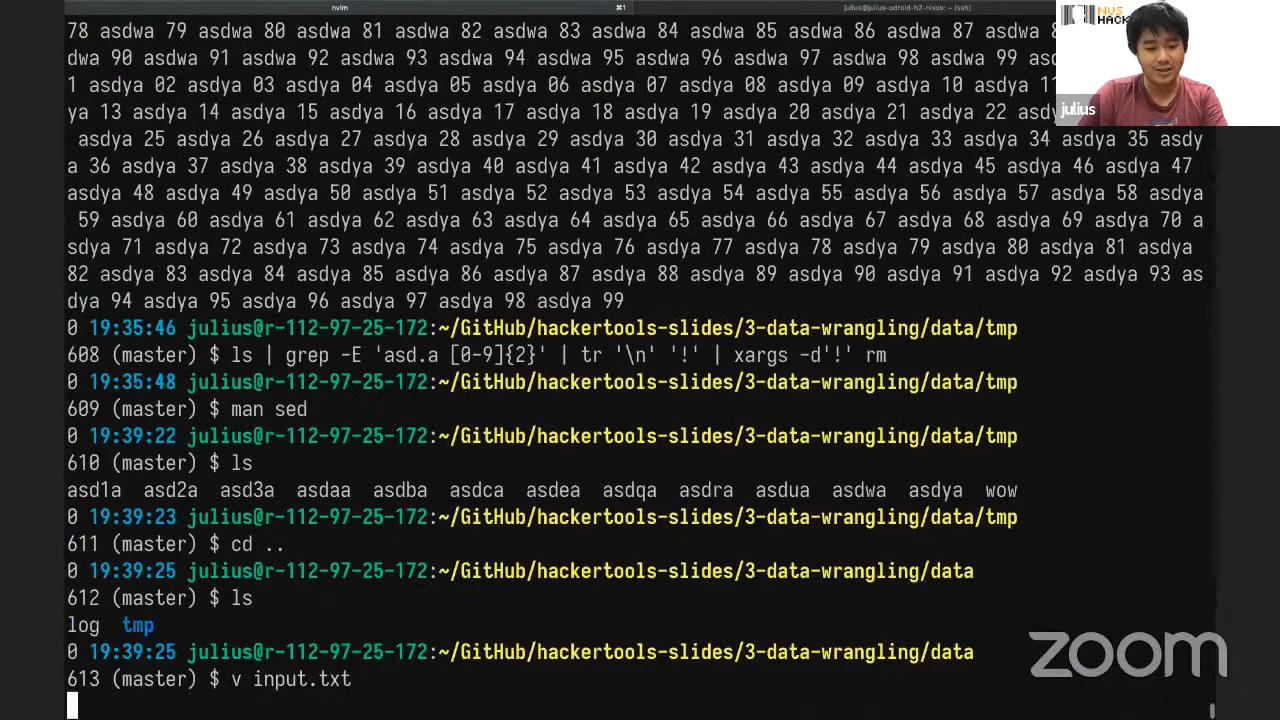 nvim ⌘1 julius@julius-odroid-h2-nixos: ~ (ssh)
78 asdwa 79 asdwa 80 asdwa 81 asdwa 82 asdwa 83 asdwa 84 asdwa 85 asdwa 86 asdwa 87 asdwa
dwa 90 asdwa 91 asdwa 92 asdwa 93 asdwa 94 asdwa 95 asdwa 96 asdwa 97 asdwa 98 asdwa 99
1 asdya 02 asdya 03 asdya 04 asdya 05 asdya 06 asdya 07 asdya 08 asdya 09 asdya 10 asdya
ya 13 asdya 14 asdya 15 asdya 16 asdya 17 asdya 18 asdya 19 asdya 20 asdya 21 asdya 22
asdya 25 asdya 26 asdya 27 asdya 28 asdya 29 asdya 30 asdya 31 asdya 32 asdya 33 asdya 34 asdya 35 asdy
a 36 asdya 37 asdya 38 asdya 39 asdya 40 asdya 41 asdya 42 asdya 43 asdya 44 asdya 45 asdya 46 asdya 47
asdya 48 asdya 49 asdya 50 asdya 51 asdya 52 asdya 53 asdya 54 asdya 55 asdya 56 asdya 57 asdya 58 asdya
59 asdya 60 asdya 61 asdya 62 asdya 63 asdya 64 asdya 65 asdya 66 asdya 67 asdya 68 asdya 69 asdya 70 a
sdya 71 asdya 72 asdya 73 asdya 74 asdya 75 asdya 76 asdya 77 asdya 78 asdya 79 asdya 80 asdya 81 asdya
82 asdya 83 asdya 84 asdya 85 asdya 86 asdya 87 asdya 88 asdya 89 asdya 90 asdya 91 asdya 92 asdya 93 as
dya 94 asdya 95 asdya 96 asdya 97 asdya 98 asdya 99
0 19:35:46 julius@r-112-97-25-172:~/GitHub/hackertools-slides/3-data-wrangling/data/tmp
608 (master) $ ls | grep -E 'asd.a [0-9]{2}' | tr '\n' '!' | xargs -d'!' rm
0 19:35:48 julius@r-112-97-25-172:~/GitHub/hackertools-slides/3-data-wrangling/data/tmp
609 (master) $ man sed
0 19:39:22 julius@r-112-97-25-172:~/GitHub/hackertools-slides/3-data-wrangling/data/tmp
610 (master) $ ls
asd1a asd2a asd3a asdaa asdba asdca asdea asdqa asdra asdua asdwa asdya wow
0 19:39:23 julius@r-112-97-25-172:~/GitHub/hackertools-slides/3-data-wrangling/data/tmp
611 (master) $ cd ..
0 19:39:25 julius@r-112-97-25-172:~/GitHub/hackertools-slides/3-data-wrangling/data
612 (master) $ ls
log tmp
0 19:39:25 julius@r-112-97-25-172:~/GitHub/hackertools-slides/3-data-wrangling/data
613 (master) $ v input.txt
NUS
HACK
julius
zoom